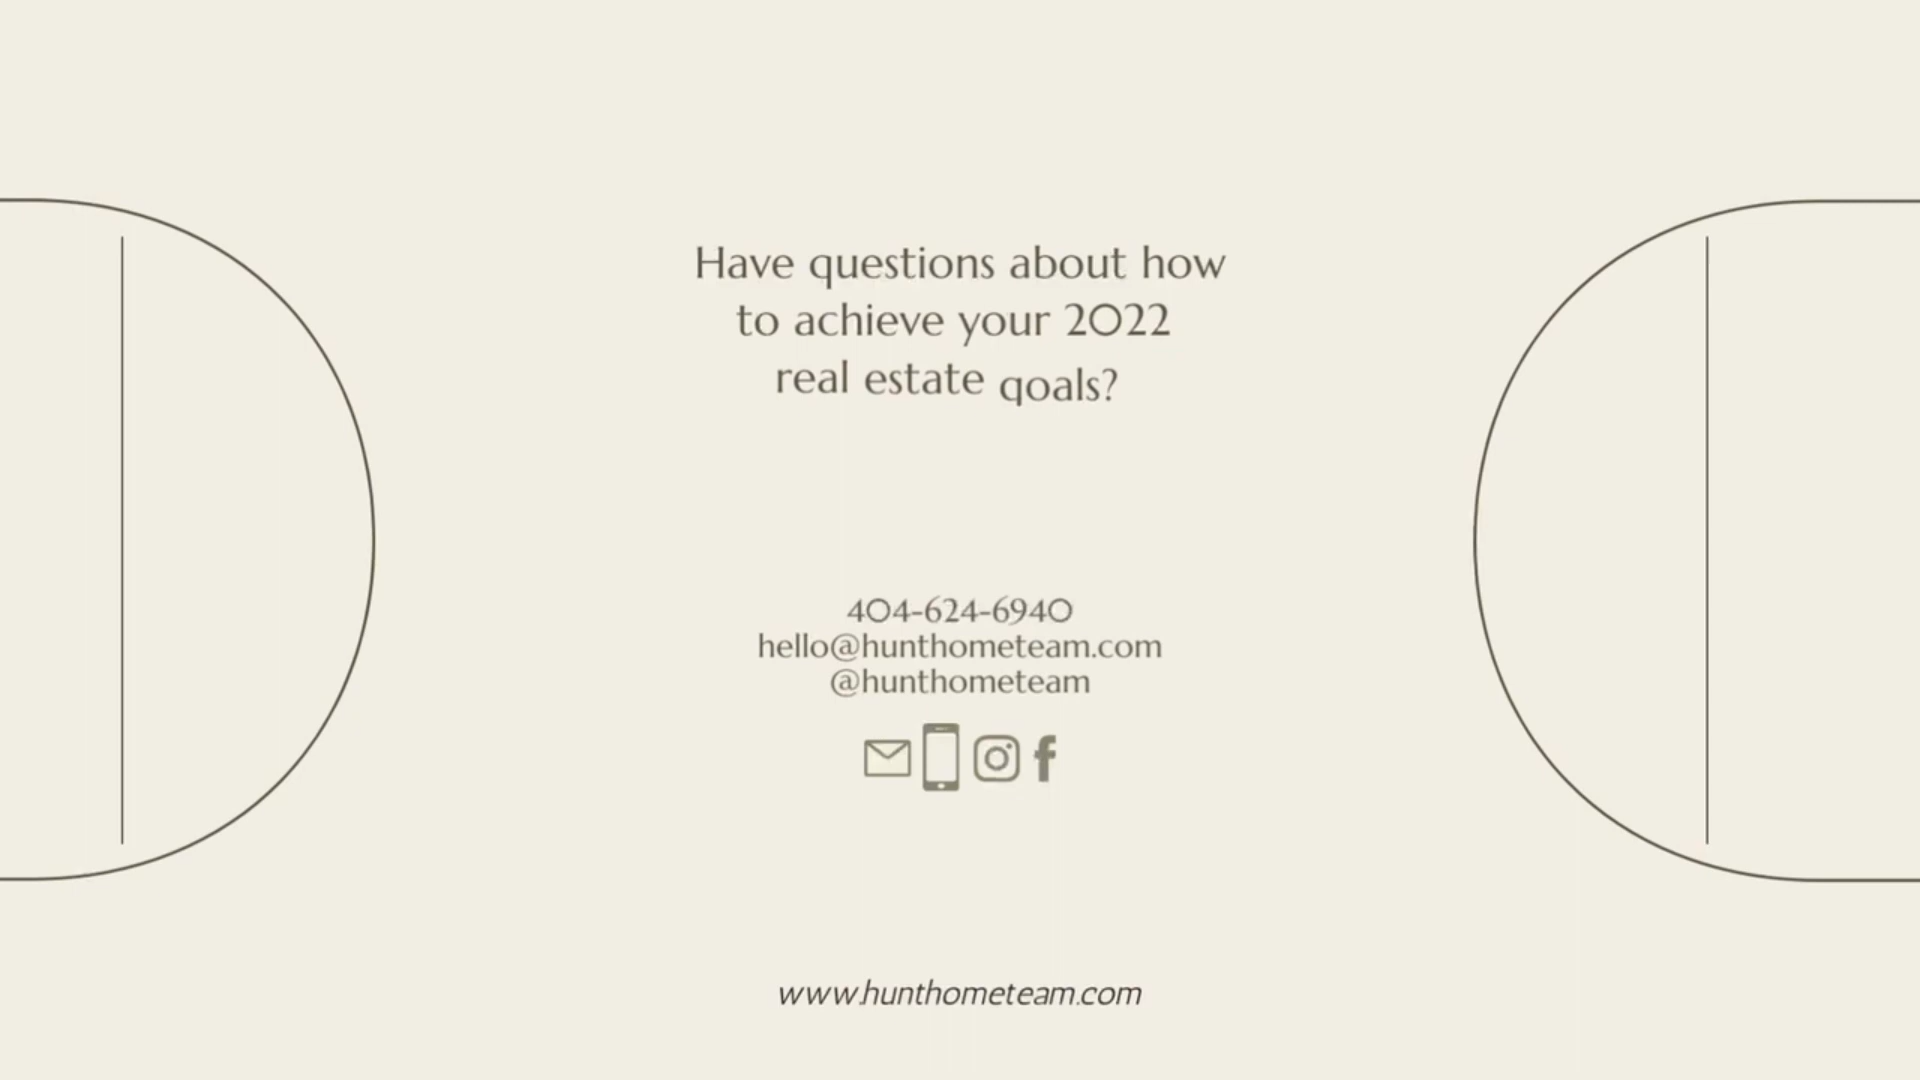 Have questions about how
to achieve your 2022
real estate goals?
404-624-6940
hello@hunthometeam.com
@hunthometeam
www.hunthometeam.com